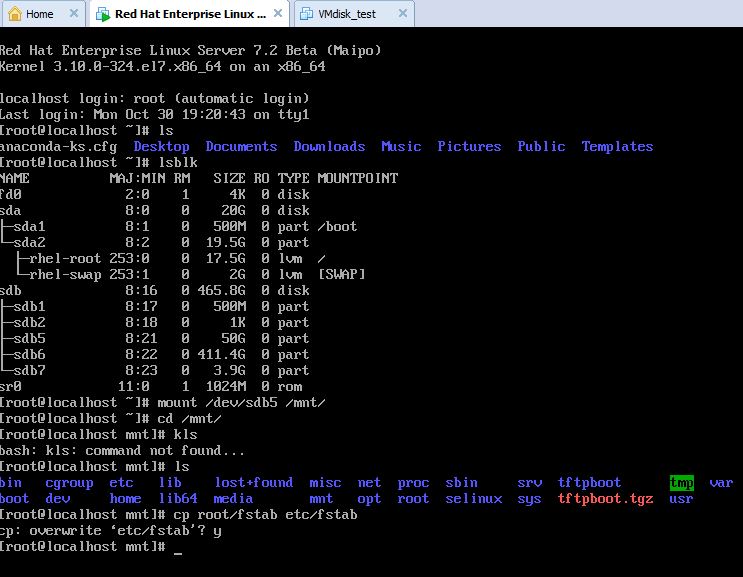 Home
Red Hat Enterprise Linux ...
VMdisk_test
Red Hat Enterprise Linux Server 7.2 Beta (Maipo)
Kernel 3.10.0-324.el7.x86_64 on an x86_64
localhost login: root (automatic login)
Last login: Mon Oct 30 19:20:43 on tty1
[root@localhost ~]# ls
anaconda-ks.cfg  Desktop  Documents  Downloads  Music  Pictures  Public  Templates
[root@localhost ~]# lsblk
NAME          MAJ:MIN RM   SIZE RO TYPE MOUNTPOINT
fd0             2:0    1     4K  0 disk
sda             8:0    0    20G  0 disk
├─sda1          8:1    0   500M  0 part /boot
└─sda2          8:2    0  19.5G  0 part
  ├─rhel-root 253:0    0  17.5G  0 lvm  /
  └─rhel-swap 253:1    0     2G  0 lvm  [SWAP]
sdb             8:16   0 465.8G  0 disk
├─sdb1          8:17   0   500M  0 part
├─sdb2          8:18   0     1K  0 part
├─sdb5          8:21   0    50G  0 part
├─sdb6          8:22   0 411.4G  0 part
└─sdb7          8:23   0   3.9G  0 part
sr0            11:0    1  1024M  0 rom
[root@localhost ~]# mount /dev/sdb5 /mnt/
[root@localhost ~]# cd /mnt/
[root@localhost mnt]# kls
bash: kls: command not found...
[root@localhost mnt]# ls
bin   cgroup  etc   lib    lost+found  misc  net  proc  sbin     srv  tftpboot      tmp  var
boot  dev     home  lib64  media       mnt   opt  root  selinux  sys  tftpboot.tgz  usr
[root@localhost mnt]# cp root/fstab etc/fstab
cp: overwrite ‘etc/fstab’? y
[root@localhost mnt]# _